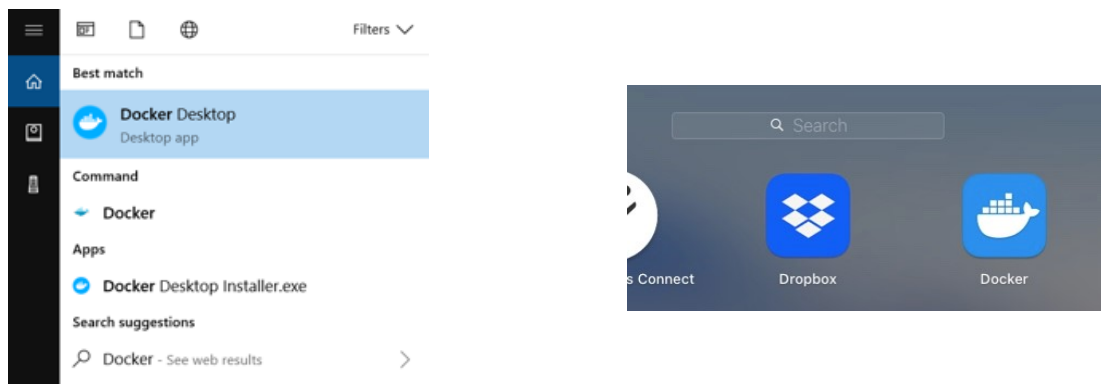 Filters
Best match
Docker Desktop
Desktop app
Command
Docker
Apps
Docker Desktop Installer.exe
Search suggestions
Docker - See web results
Search
s Connect
Dropbox
Docker